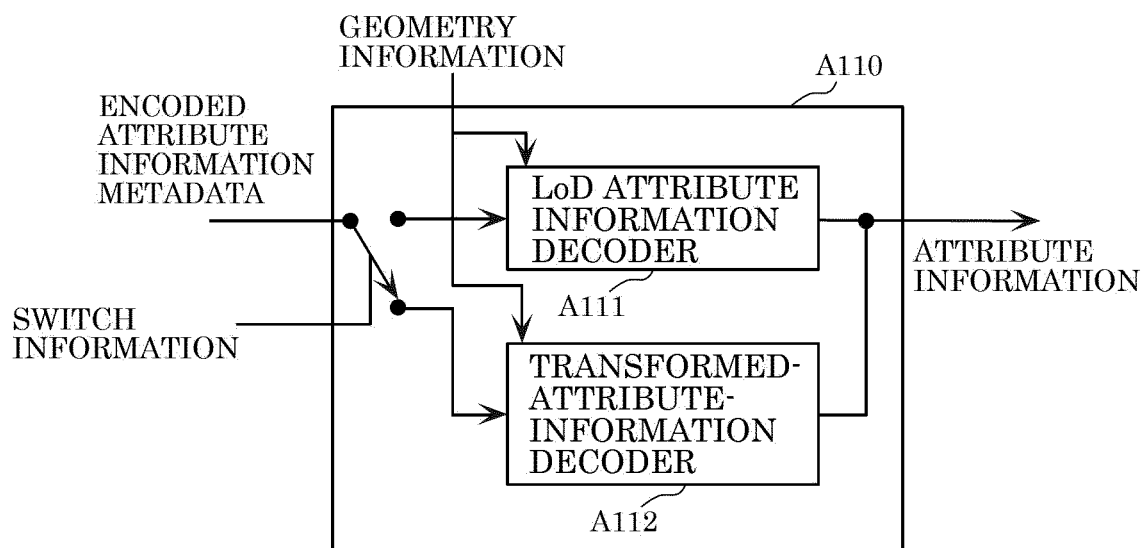 GEOMETRY
INFORMATION
A110
ENCODED
ATTRIBUTE
INFORMATION
METADATA
LoD ATTRIBUTE
INFORMATION
DECODER
ATTRIBUTE
INFORMATION
A111
SWITCH
INFORMATION
TRANSFORMED-
ATTRIBUTE-
INFORMATION
DECODER
A112